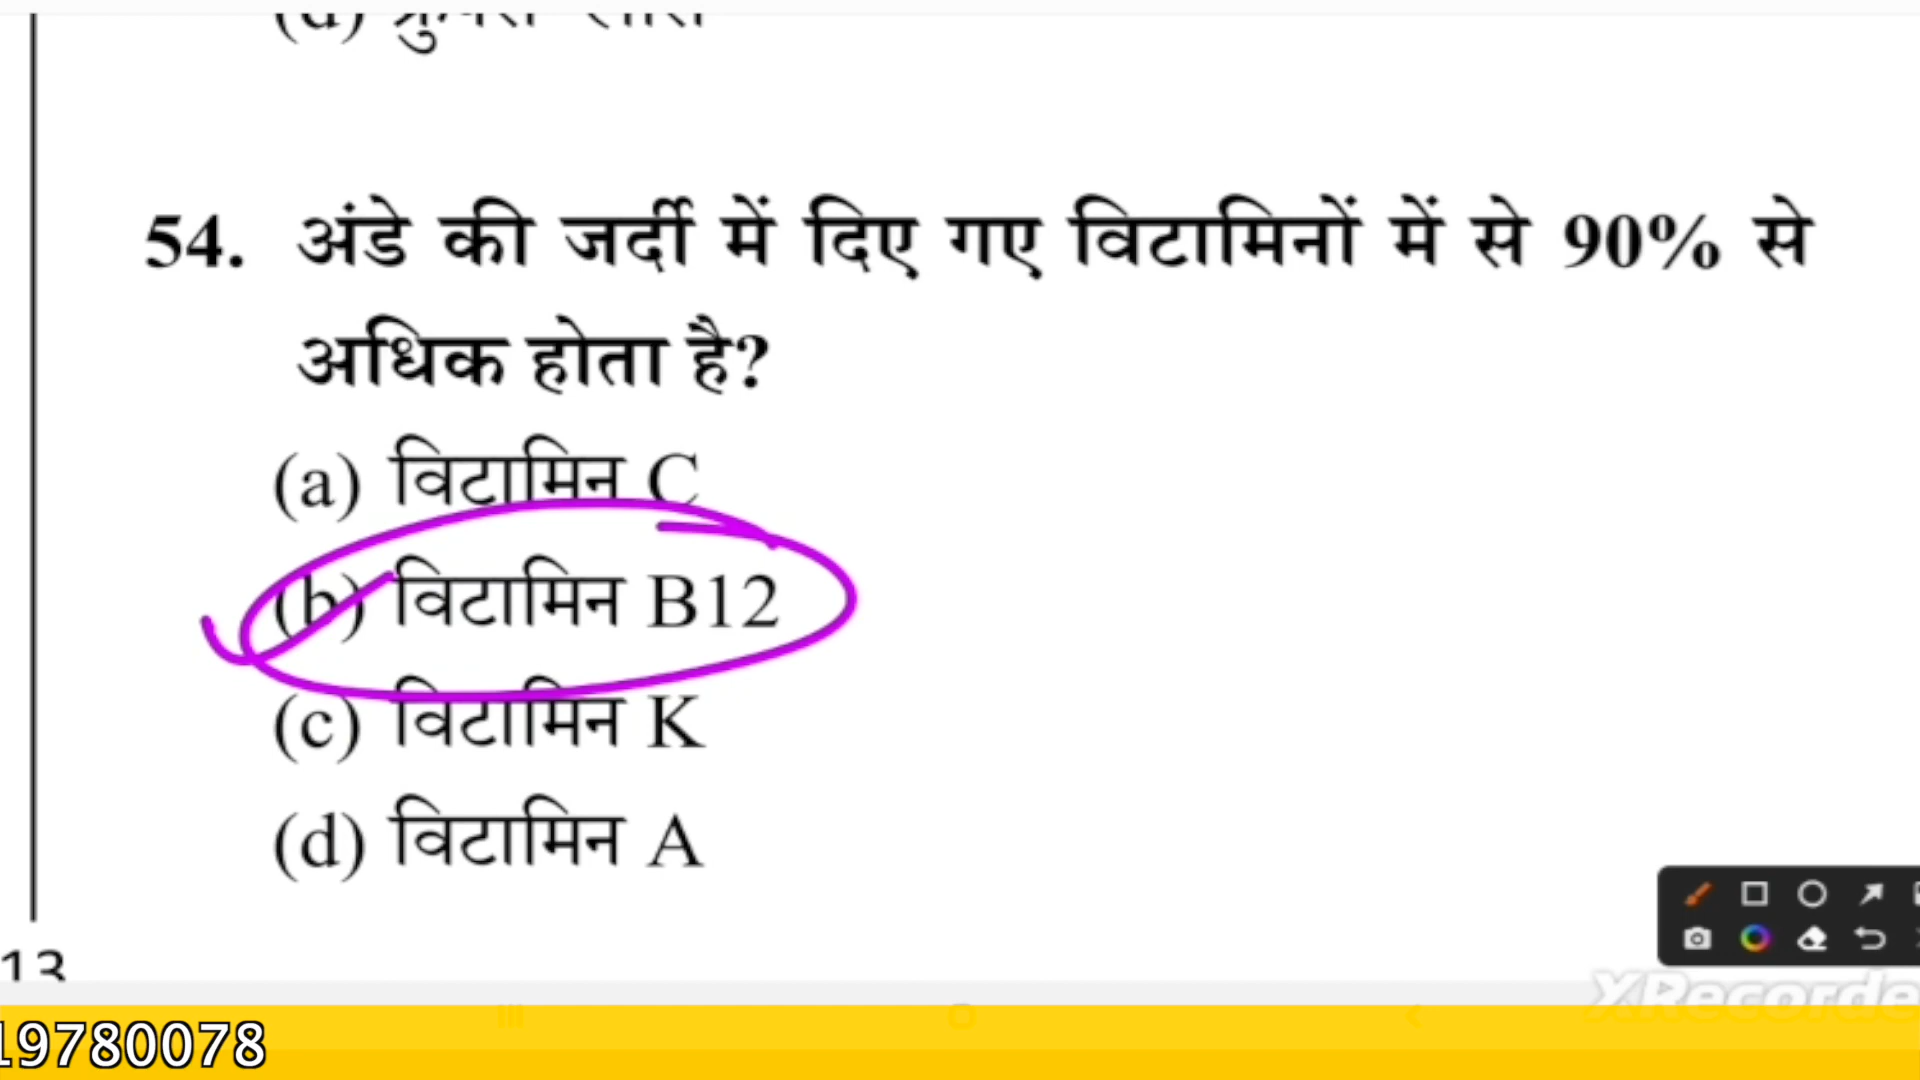 54. अंडे की जर्दी में दिए गए विटामिनों में से 90% से
अधिक होता है?
(a) विटामिन C
(b) विटामिन B12
(c) विटामिन K
(d) विटामिन A
13
19780078